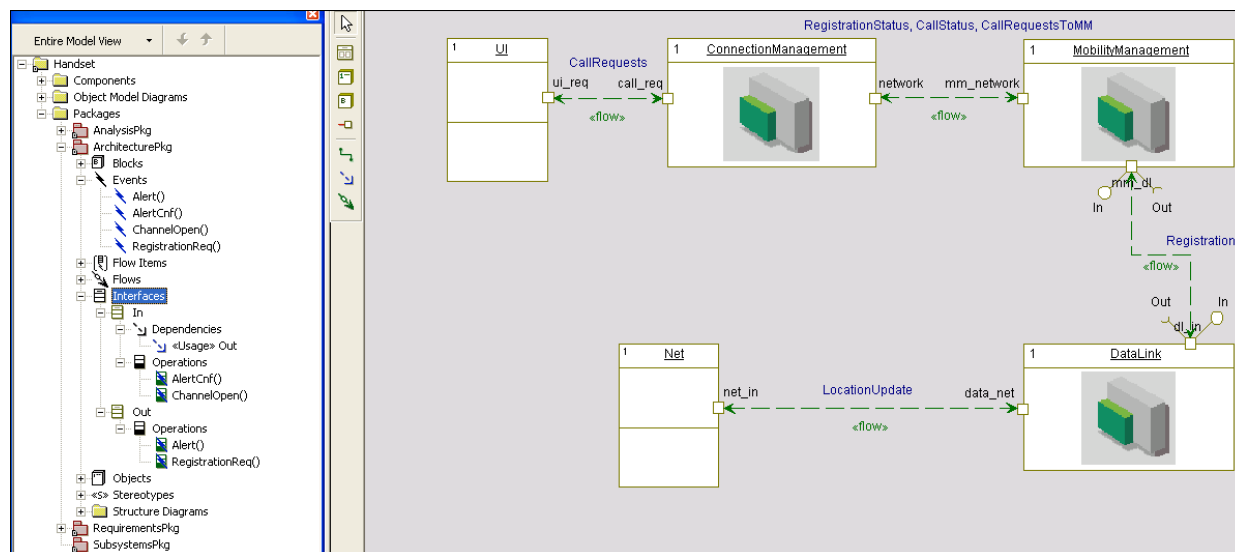 Entire Model View
Handset
Components
Object Model Diagrams
Packages
AnalysisPkg
ArchitecturePkg
Blocks
Events
Alert()
AlertCnf()
ChannelOpen()
RegistrationReq()
Flow Items
Flows
Interfaces
In
Dependencies
«Usage» Out
Operations
AlertCnf()
ChannelOpen()
Out
Operations
Alert()
RegistrationReq()
Objects
«S» Stereotypes
Structure Diagrams
RequirementsPkg
SubsystemsPkg
RegistrationStatus, CallStatus, CallRequestsToMM
1 UI
1 ConnectionManagement
1 MobilityManagement
CallRequests
ui_req call_req
network mm_network
«flow»
«flow»
mm_dl
In Out
Registration
«flow»
Out In
dl_in
1 Net
1 DataLink
net_in LocationUpdate data_net
«flow»